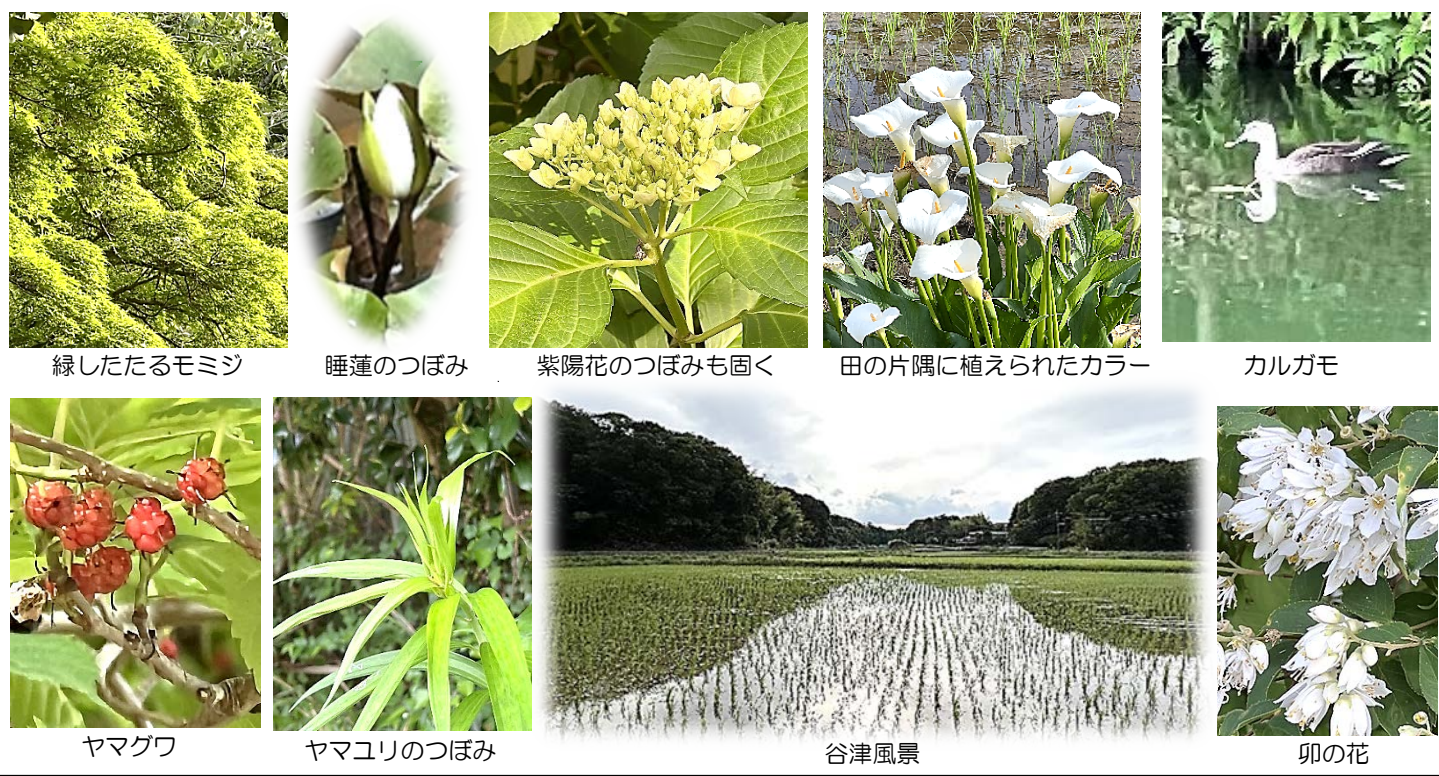 緑したたるモミジ
睡蓮のつぼみ
紫陽花のつぼみも固く
田の片隅に植えられたカラー
カルガモ
ヤマグワ
ヤマユリのつぼみ
谷津風景
卯の花